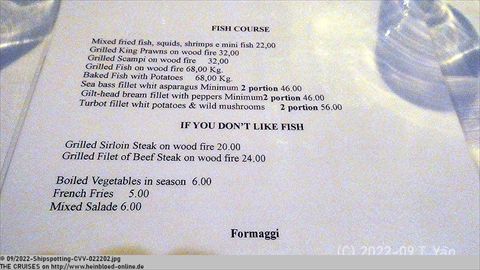 FISH COURSE
Mixed fried fish, squids, shrimps e mini fish 22,00
Grilled King Prawns on wood fire 32,00
Grilled Scampi on wood fire 32,00
Grilled Fish on wood fire 68,00 Kg.
Baked Fish with Potatoes 68,00 Kg.
Sea bass fillet whit asparagus Minimum 2 portion 46.00
Gilt-head bream fillet with peppers Minimum2 portion 46.00
Turbot fillet whit potatoes & wild mushrooms 2 portion 56.00
IF YOU DON'T LIKE FISH
Grilled Sirloin Steak on wood fire 20.00
Grilled Filet of Beef Steak on wood fire 24.00
Boiled Vegetables in season 6.00
French Fries 5.00
Mixed Salade 6.00
Formaggi
(C) 2022-09 T. Yao
© 09/2022-Shipspotting-CVV-022202.jpg
THE CRUISES on http://www.heinbloed-online.de